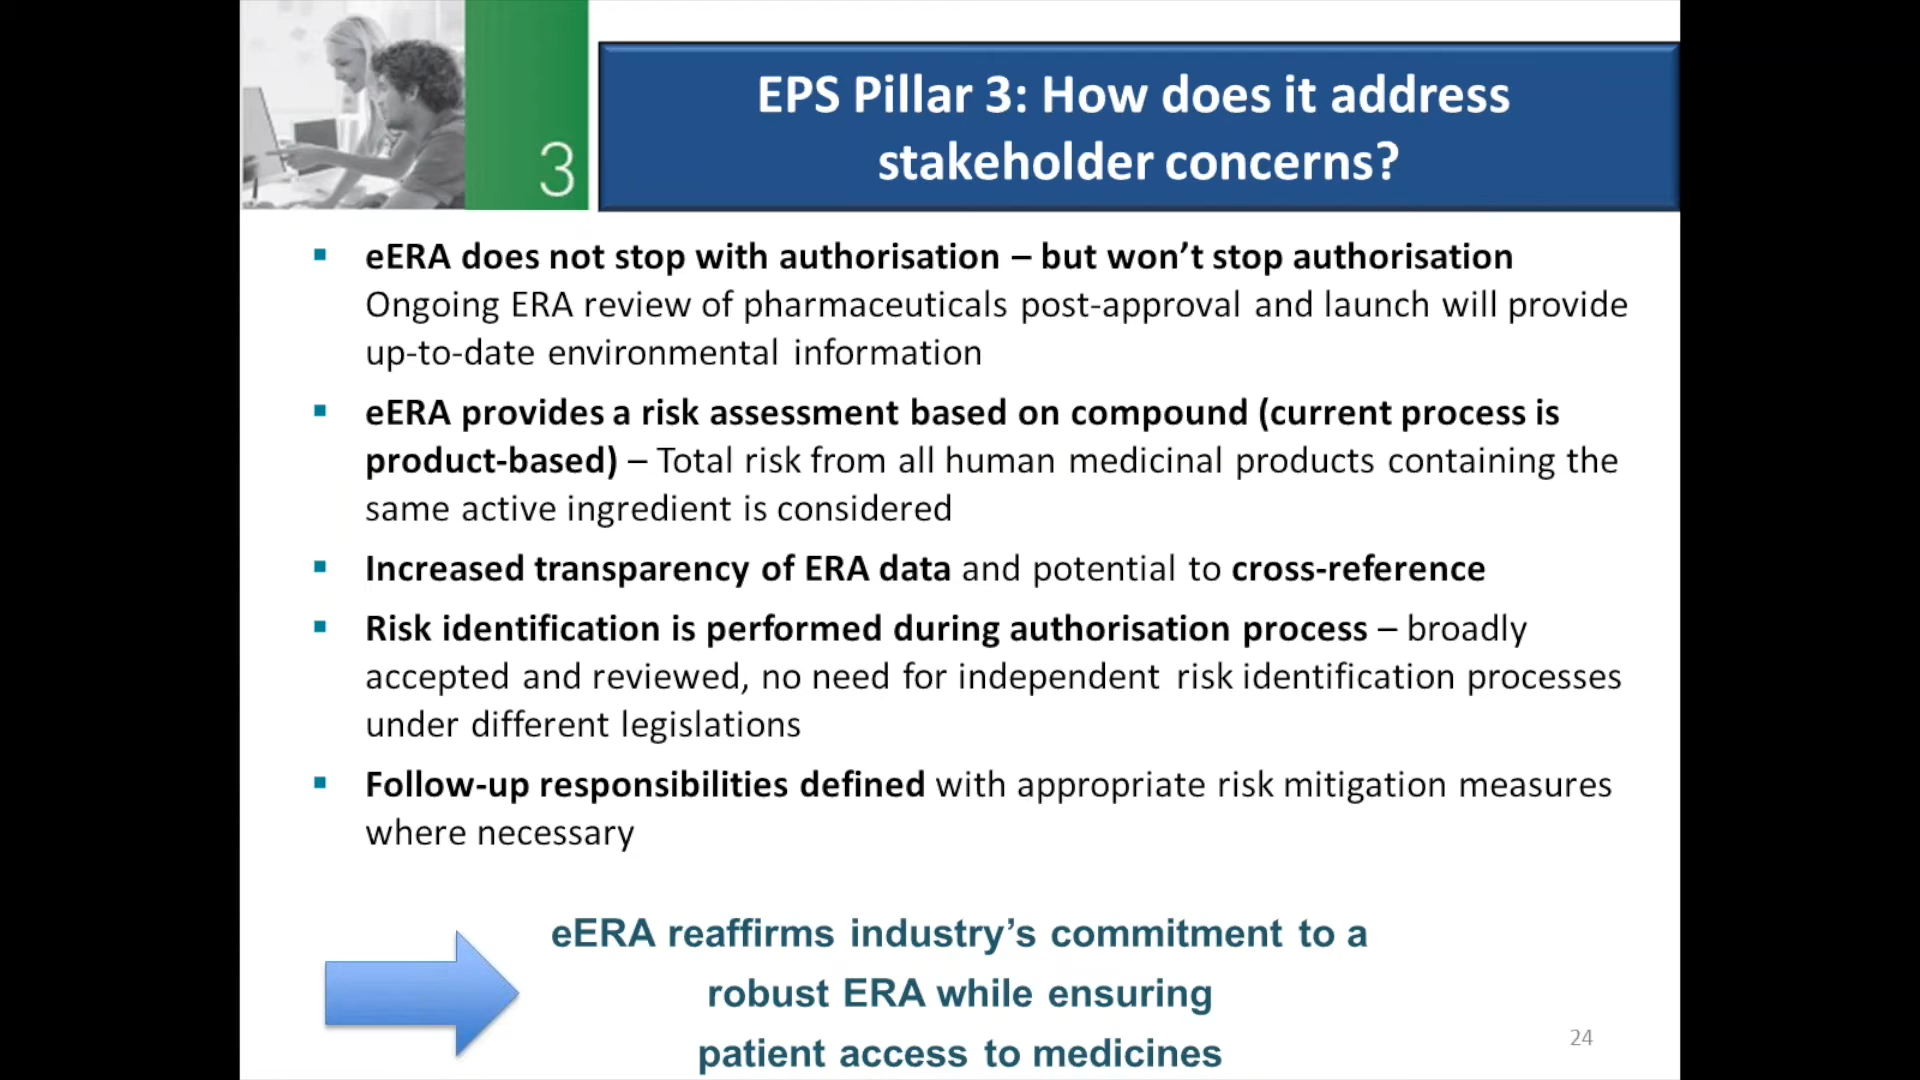 3
EPS Pillar 3: How does it address
stakeholder concerns?
▪ eERA does not stop with authorisation – but won’t stop authorisation
Ongoing ERA review of pharmaceuticals post-approval and launch will provide
up-to-date environmental information
▪ eERA provides a risk assessment based on compound (current process is
product-based) – Total risk from all human medicinal products containing the
same active ingredient is considered
▪ Increased transparency of ERA data and potential to cross-reference
▪ Risk identification is performed during authorisation process – broadly
accepted and reviewed, no need for independent risk identification processes
under different legislations
▪ Follow-up responsibilities defined with appropriate risk mitigation measures
where necessary
eERA reaffirms industry’s commitment to a
robust ERA while ensuring
patient access to medicines
24